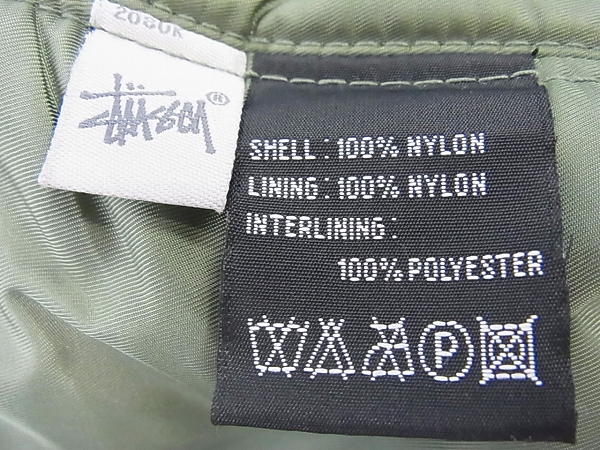 Stüssy®
SHELL : 100% NYLON
LINING : 100% NYLON
INTERLINING :
100% POLYESTER
P